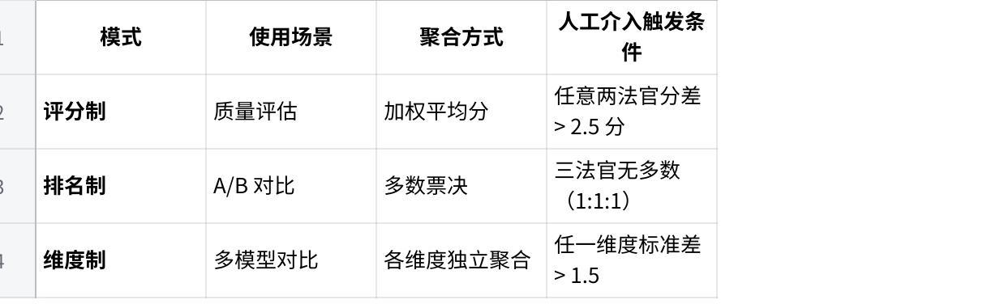 1
模式
使用场景
聚合方式
人工介入触发条
件
2
评分制
质量评估
加权平均分
任意两法官分差
> 2.5 分
3
排名制
A/B 对比
多数票决
三法官无多数
（1:1:1）
4
维度制
多模型对比
各维度独立聚合
任一维度标准差
> 1.5